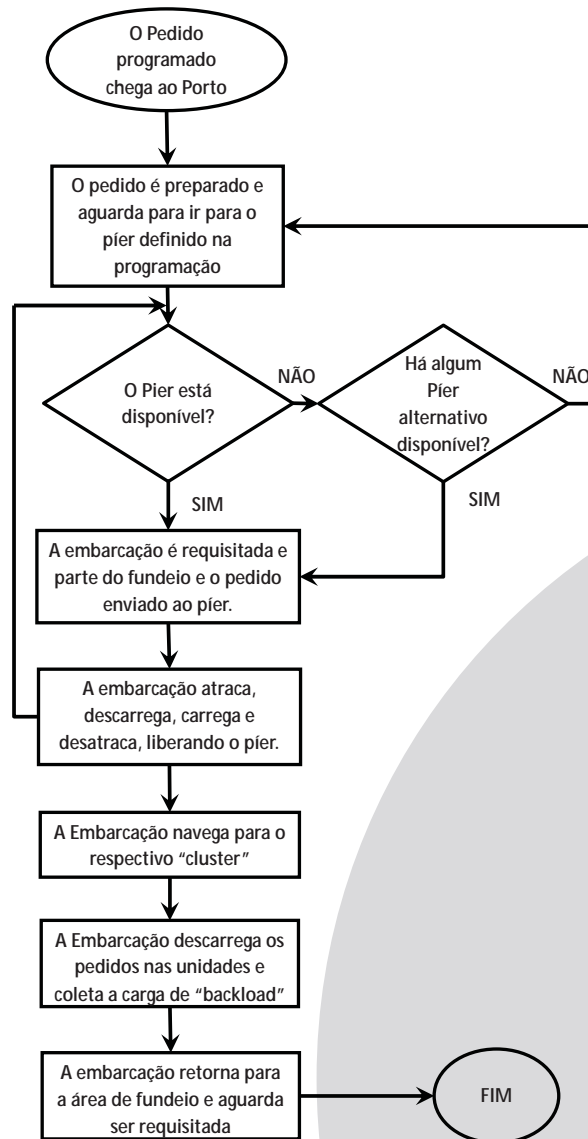 O Pedido
programado
chega ao Porto
O pedido é preparado e
aguarda para ir para o
píer definido na
programação
O Pier está
disponível?
NÃO
Há algum
Píer
alternativo
disponível?
NÃO
SIM
SIM
A embarcação é requisitada e
parte do fundeio e o pedido
enviado ao píer.
A embarcação atraca,
descarrega, carrega e
desatraca, liberando o píer.
A Embarcação navega para o
respectivo “cluster”
A Embarcação descarrega os
pedidos nas unidades e
coleta a carga de “backload”
A embarcação retorna para
a área de fundeio e aguarda
ser requisitada
FIM